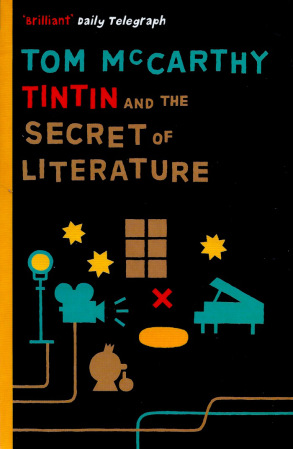 'Brilliant' Daily Telegraph
TOM McCARTHY
TINTIN AND THE
SECRET OF
LITERATURE